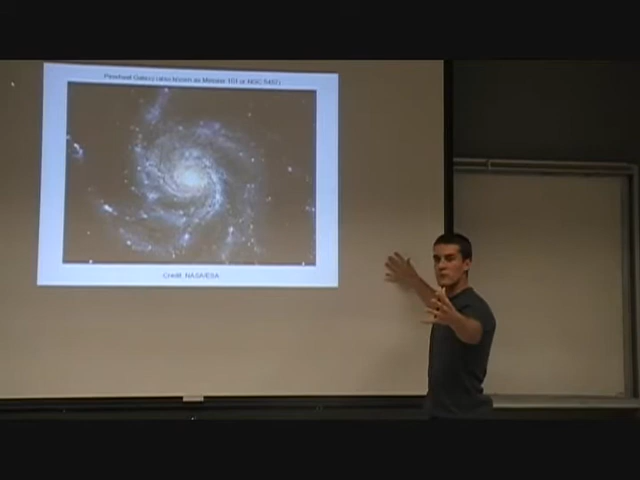 Pinwheel Galaxy (also known as Messier 101 or NGC 5457)
Credit: NASA/ESA